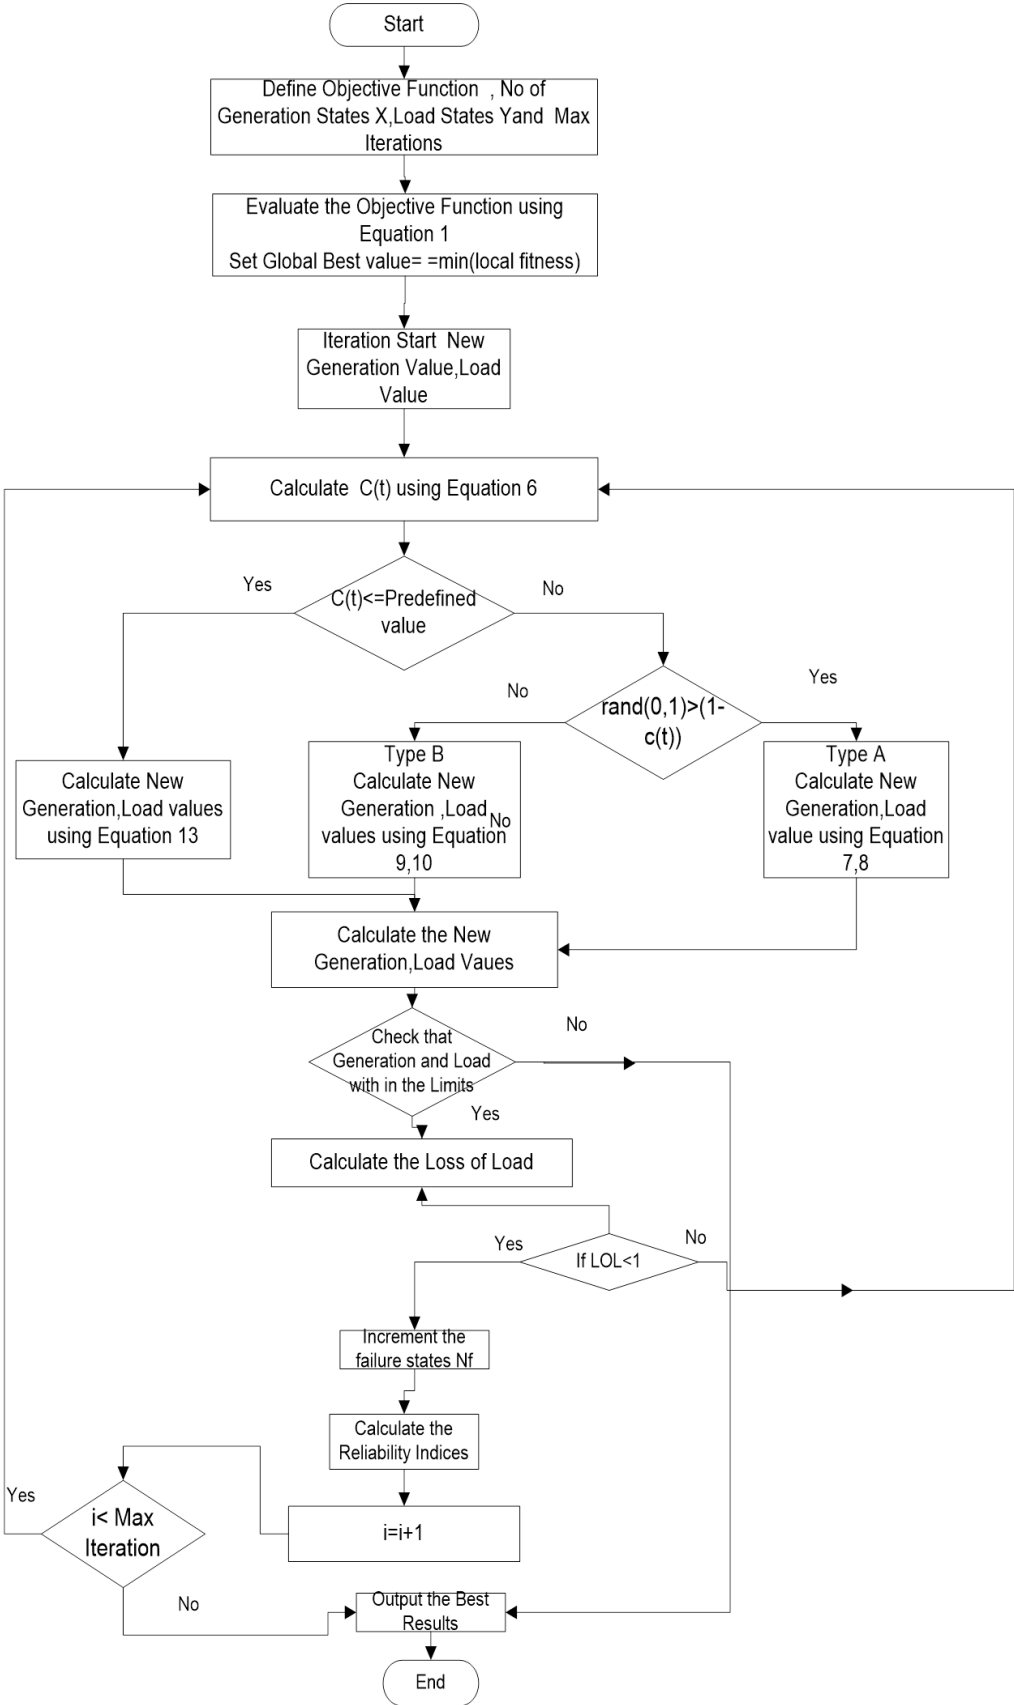 Start
Define Objective Function , No of
Generation States X,Load States Yand Max
Iterations
Evaluate the Objective Function using
Equation 1
Set Global Best value= =min(local fitness)
Iteration Start New
Generation Value,Load
Value
Calculate C(t) using Equation 6
Yes
No
C(t)<=Predefined
value
No
Yes
rand(0,1)>(1-
c(t))
Calculate New
Generation,Load values
using Equation 13
Type B
Calculate New
Generation ,Load
values using Equation
9,10
No
Type A
Calculate New
Generation,Load
value using Equation
7,8
Calculate the New
Generation,Load Vaues
No
Check that
Generation and Load
with in the Limits
Yes
Calculate the Loss of Load
Yes
No
If LOL<1
Increment the
failure states Nf
Calculate the
Reliability Indices
Yes
i< Max
Iteration
i=i+1
No
Output the Best
Results
End